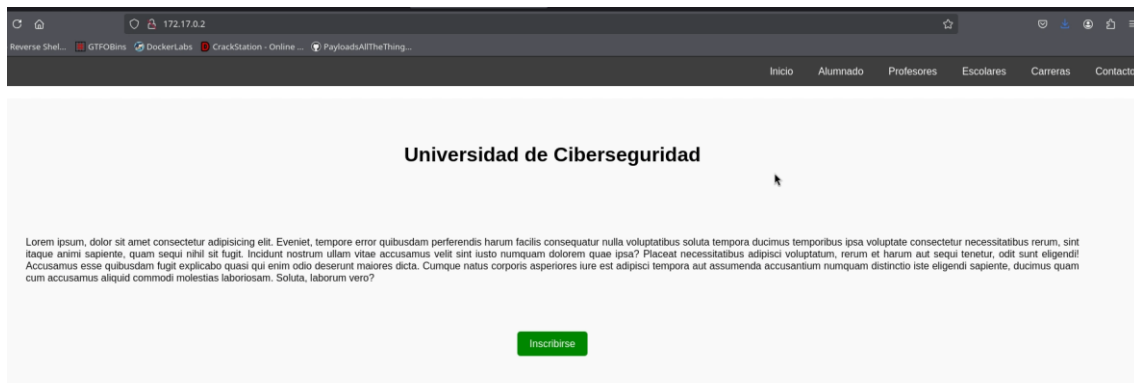 172.17.0.2
Reverse Shel... GTFOBins DockerLabs CrackStation - Online ... PayloadsAllTheThing...
Inicio Alumnado Profesores Escolares Carreras Contacto
Universidad de Ciberseguridad
Lorem ipsum, dolor sit amet consectetur adipisicing elit. Eveniet, tempore error quibusdam perferendis harum facilis consequatur nulla voluptatibus soluta tempora ducimus temporibus ipsa voluptate consectetur necessitatibus rerum, sint
itaque animi sapiente, quam sequi nihil sit fugit. Incidunt nostrum ullam vitae accusamus velit sint iusto numquam dolorem quae ipsa? Placeat necessitatibus adipisci voluptatum, rerum et harum aut sequi tenetur, odit sunt eligendi!
Accusamus esse quibusdam fugit explicabo quasi qui enim odio deserunt maiores dicta. Cumque natus corporis asperiores iure est adipisci tempora aut assumenda accusantium numquam distinctio iste eligendi sapiente, ducimus quam
cum accusamus aliquid commodi molestias laboriosam. Soluta, laborum vero?
Inscribirse